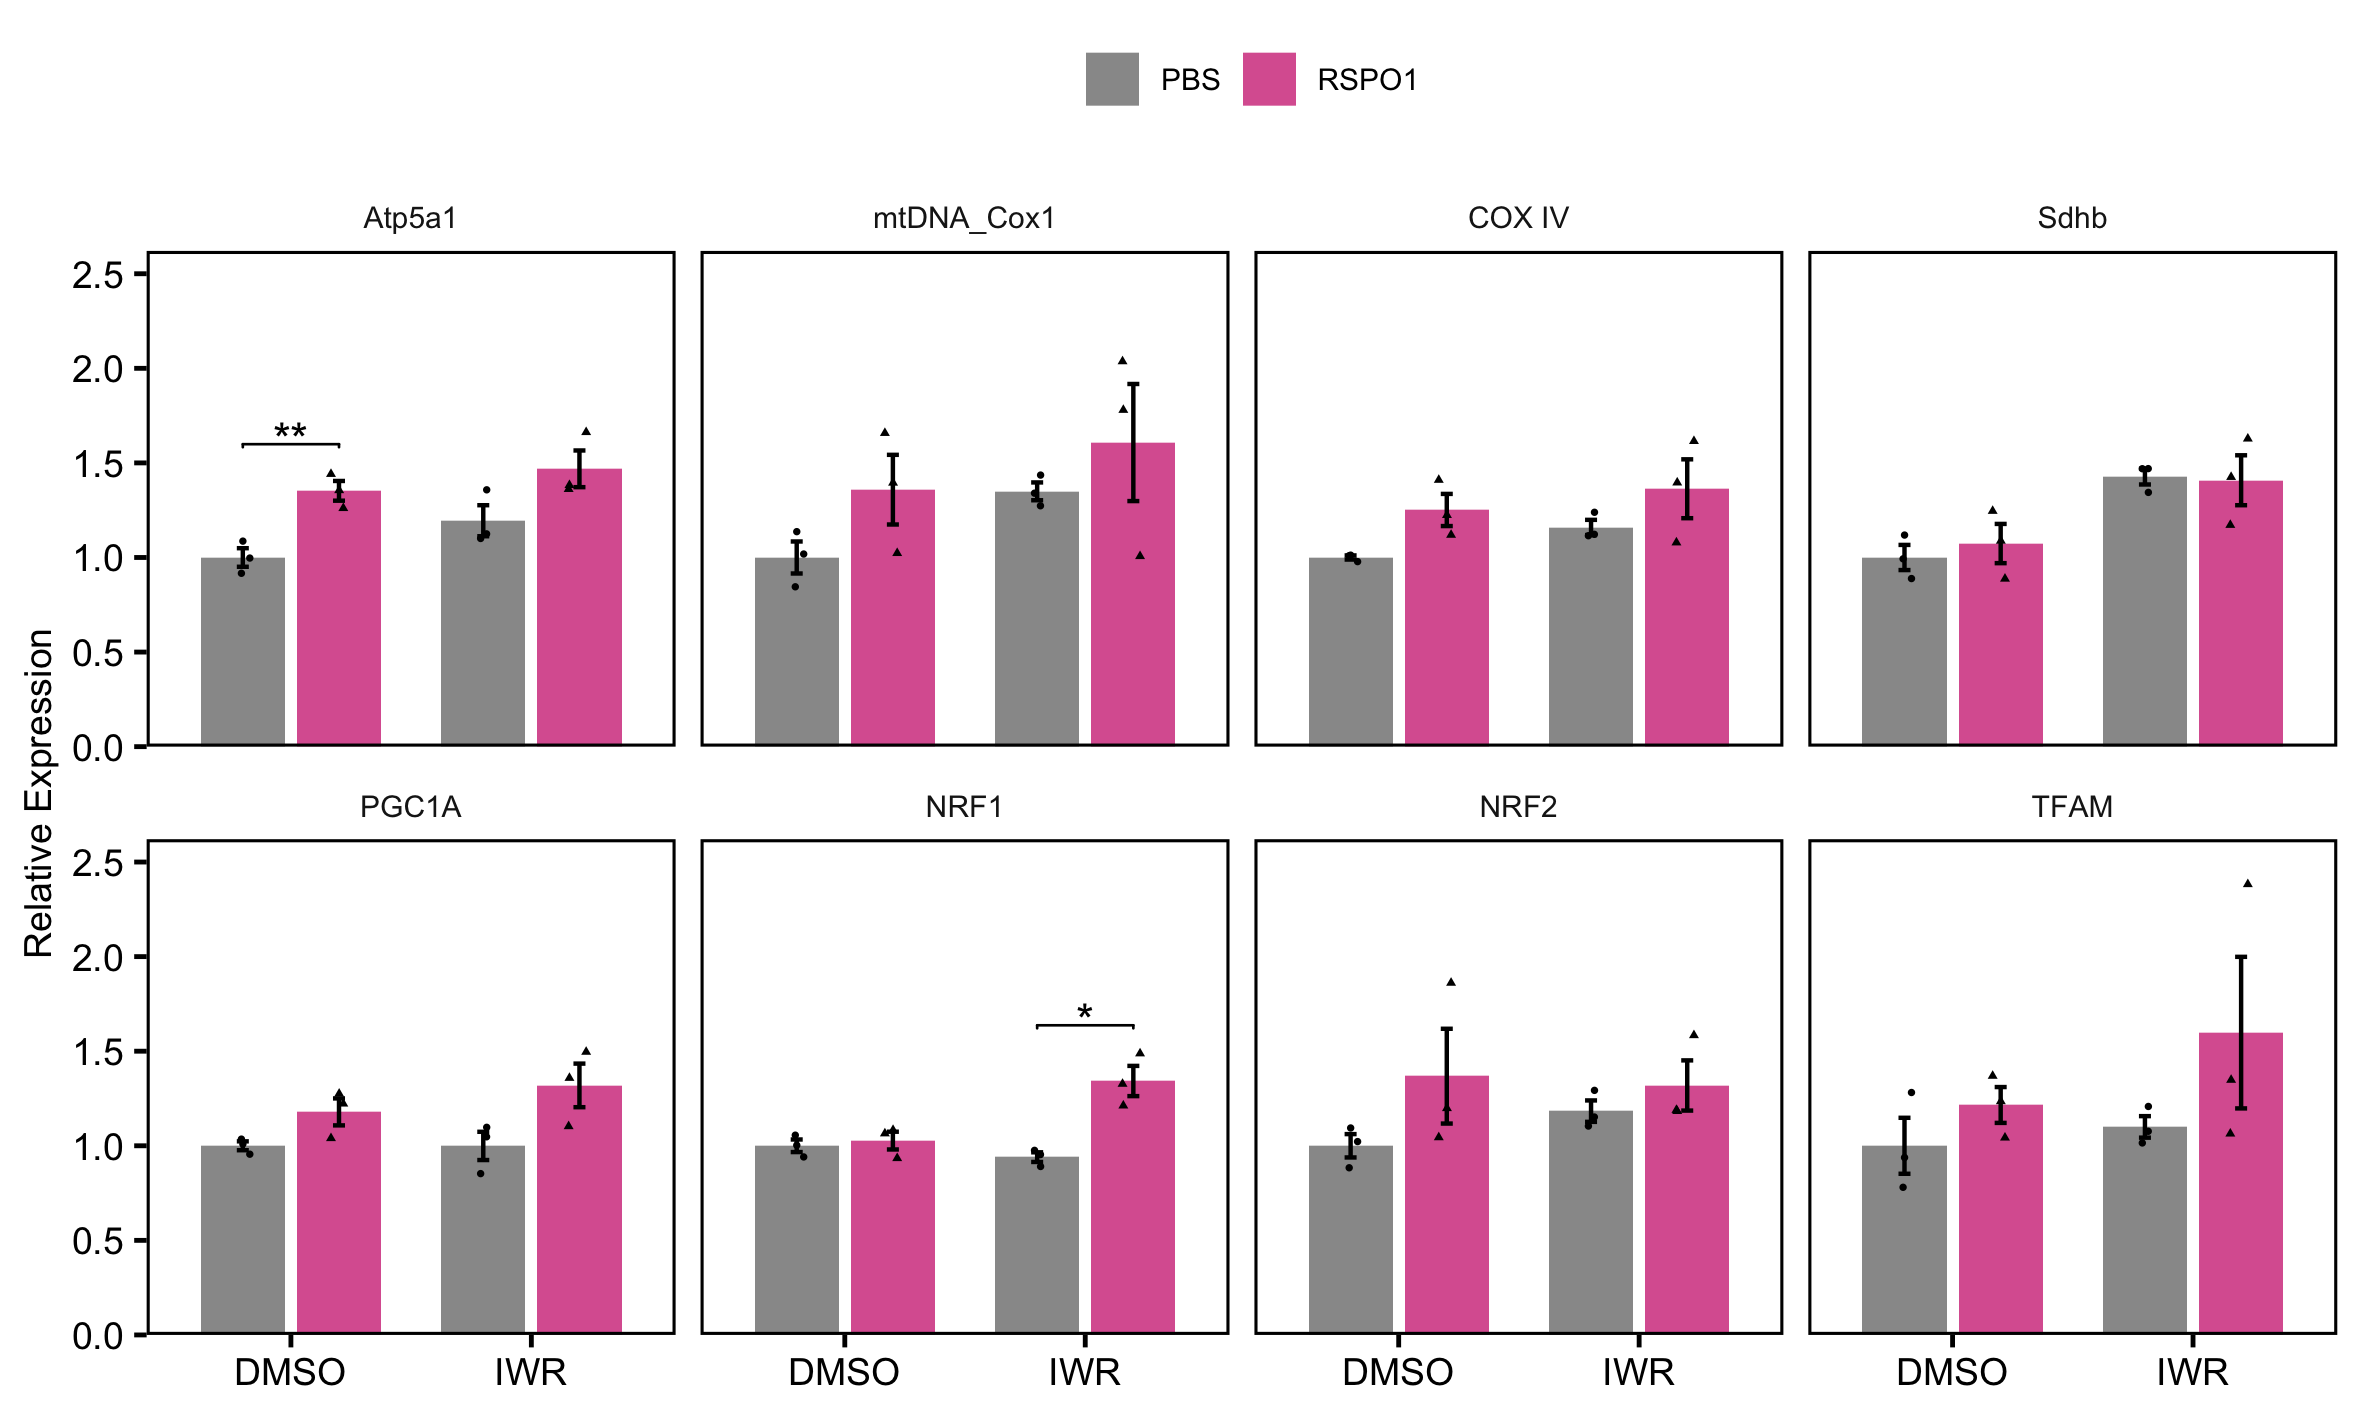 PBS RSPO1
Atp5a1 mtDNA_Cox1 COX IV Sdhb
2.5
2.0
**
1.5
1.0
0.5
0.0
Relative Expression
PGC1A NRF1 NRF2 TFAM
2.5
2.0
*
1.5
1.0
0.5
0.0
DMSO IWR DMSO IWR DMSO IWR DMSO IWR